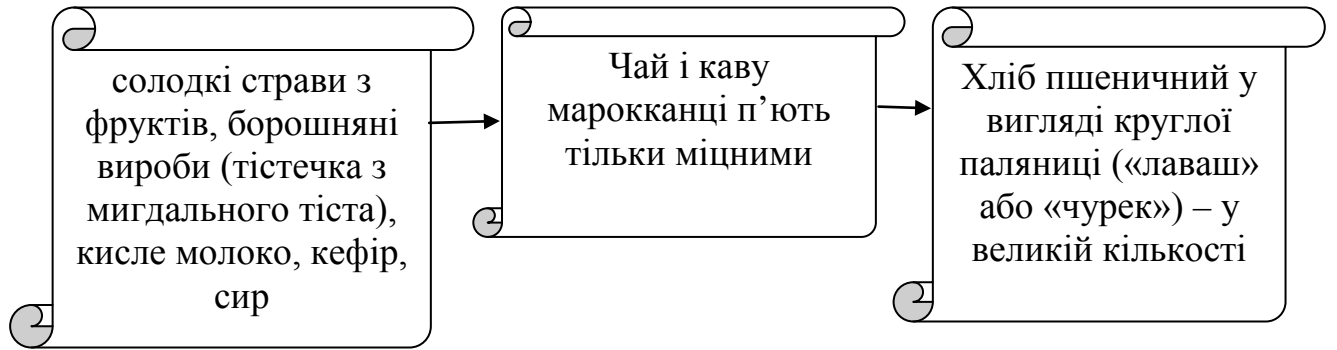 солодкі страви з
фруктів, борошняні
вироби (тістечка з
мигдального тіста),
кисле молоко, кефір,
сир
Чай і каву
марокканці п’ють
тільки міцними
Хліб пшеничний у
вигляді круглої
паляниці («лаваш»
або «чурек») – у
великій кількості